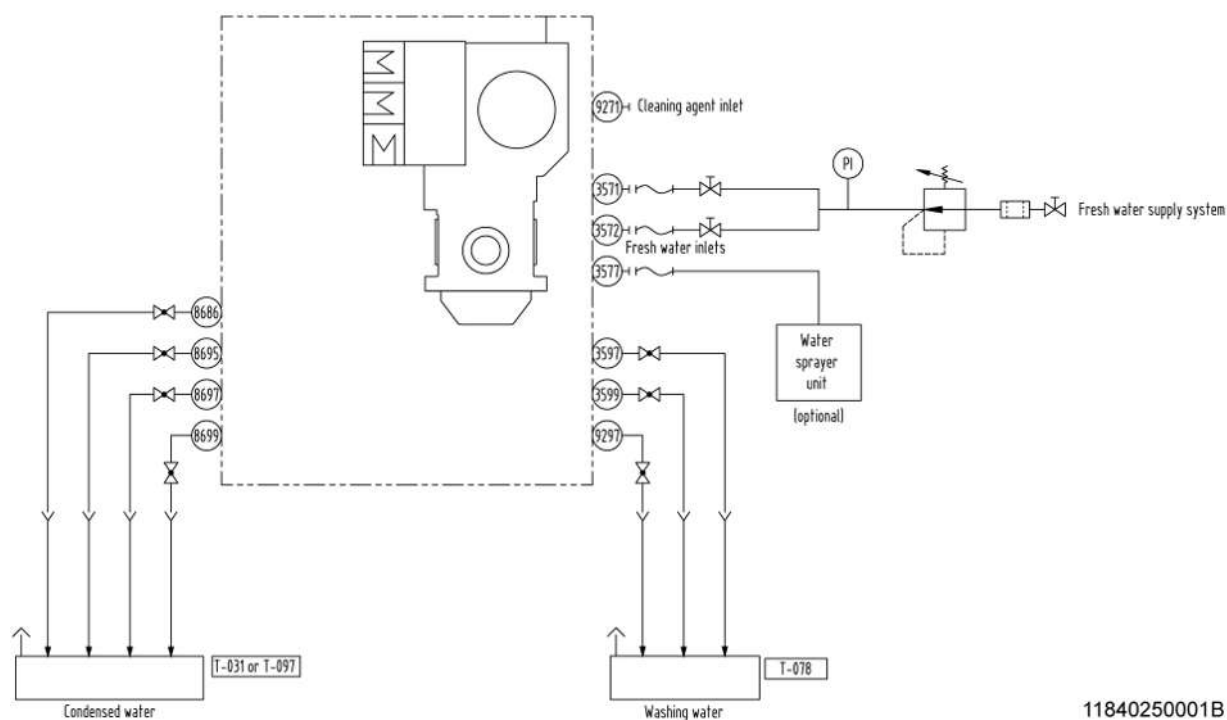 9271
Cleaning agent inlet
3571
PI
Fresh water supply system
3572
Fresh water inlets
3577
8686
8695
8697
8699
3597
3599
9297
Water
sprayer
unit
(optional)
T-031 or T-097
T-078
Condensed water
Washing water
11840250001B